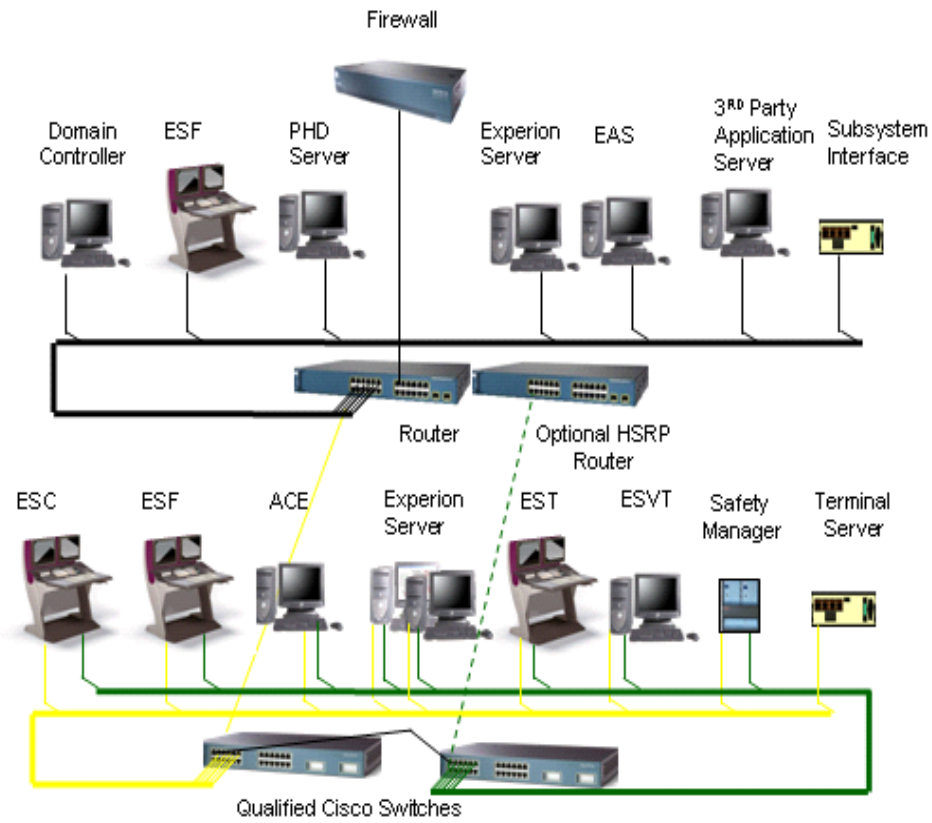 Firewall
Domain
Controller
ESF
PHD
Server
Experion
Server
EAS
3RD Party
Application
Server
Subsystem
Interface
Router
Optional HSRP
Router
ESC
ESF
ACE
Experion
Server
EST
ESVT
Safety
Manager
Terminal
Server
Qualified Cisco Switches